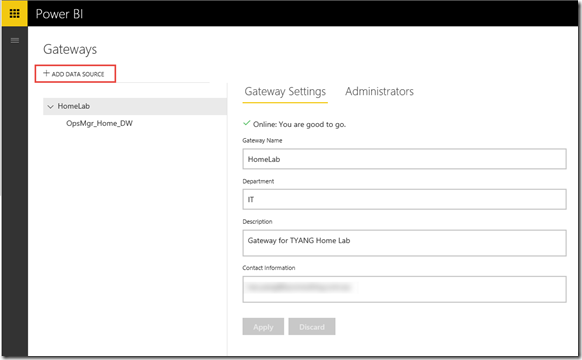 Power BI
Gateways
+ ADD DATA SOURCE
HomeLab
OpsMgr_Home_DW
Gateway Settings
Administrators
Online: You are good to go.
Gateway Name
HomeLab
Department
IT
Description
Gateway for TYANG Home Lab
Contact Information
Apply
Discard